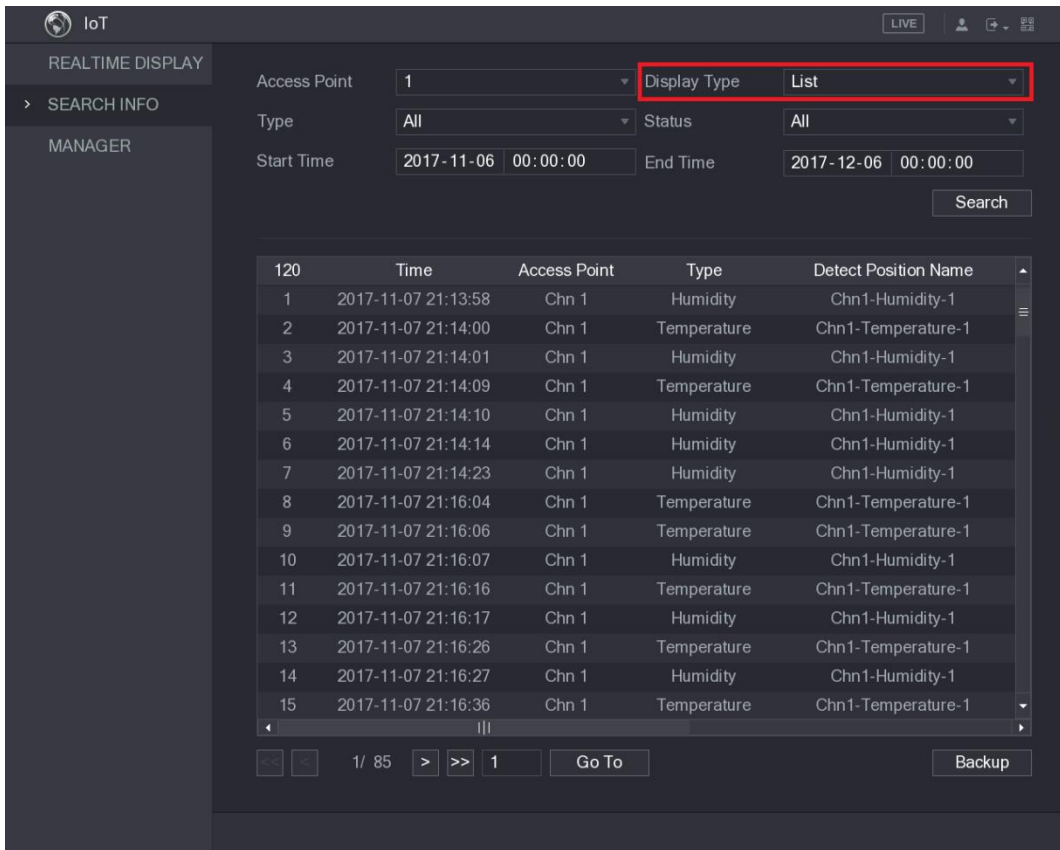 IoT LIVE
REALTIME DISPLAY
> SEARCH INFO
MANAGER
Access Point 1 Display Type List
Type All Status All
Start Time 2017-11-06 00:00:00 End Time 2017-12-06 00:00:00
Search
120 Time Access Point Type Detect Position Name
1 2017-11-07 21:13:58 Chn 1 Humidity Chn1-Humidity-1
2 2017-11-07 21:14:00 Chn 1 Temperature Chn1-Temperature-1
3 2017-11-07 21:14:01 Chn 1 Humidity Chn1-Humidity-1
4 2017-11-07 21:14:09 Chn 1 Temperature Chn1-Temperature-1
5 2017-11-07 21:14:10 Chn 1 Humidity Chn1-Humidity-1
6 2017-11-07 21:14:14 Chn 1 Humidity Chn1-Humidity-1
7 2017-11-07 21:14:23 Chn 1 Humidity Chn1-Humidity-1
8 2017-11-07 21:16:04 Chn 1 Temperature Chn1-Temperature-1
9 2017-11-07 21:16:06 Chn 1 Temperature Chn1-Temperature-1
10 2017-11-07 21:16:07 Chn 1 Humidity Chn1-Humidity-1
11 2017-11-07 21:16:16 Chn 1 Temperature Chn1-Temperature-1
12 2017-11-07 21:16:17 Chn 1 Humidity Chn1-Humidity-1
13 2017-11-07 21:16:26 Chn 1 Temperature Chn1-Temperature-1
14 2017-11-07 21:16:27 Chn 1 Humidity Chn1-Humidity-1
15 2017-11-07 21:16:36 Chn 1 Temperature Chn1-Temperature-1
<< < 1/ 85 > >> 1 Go To Backup